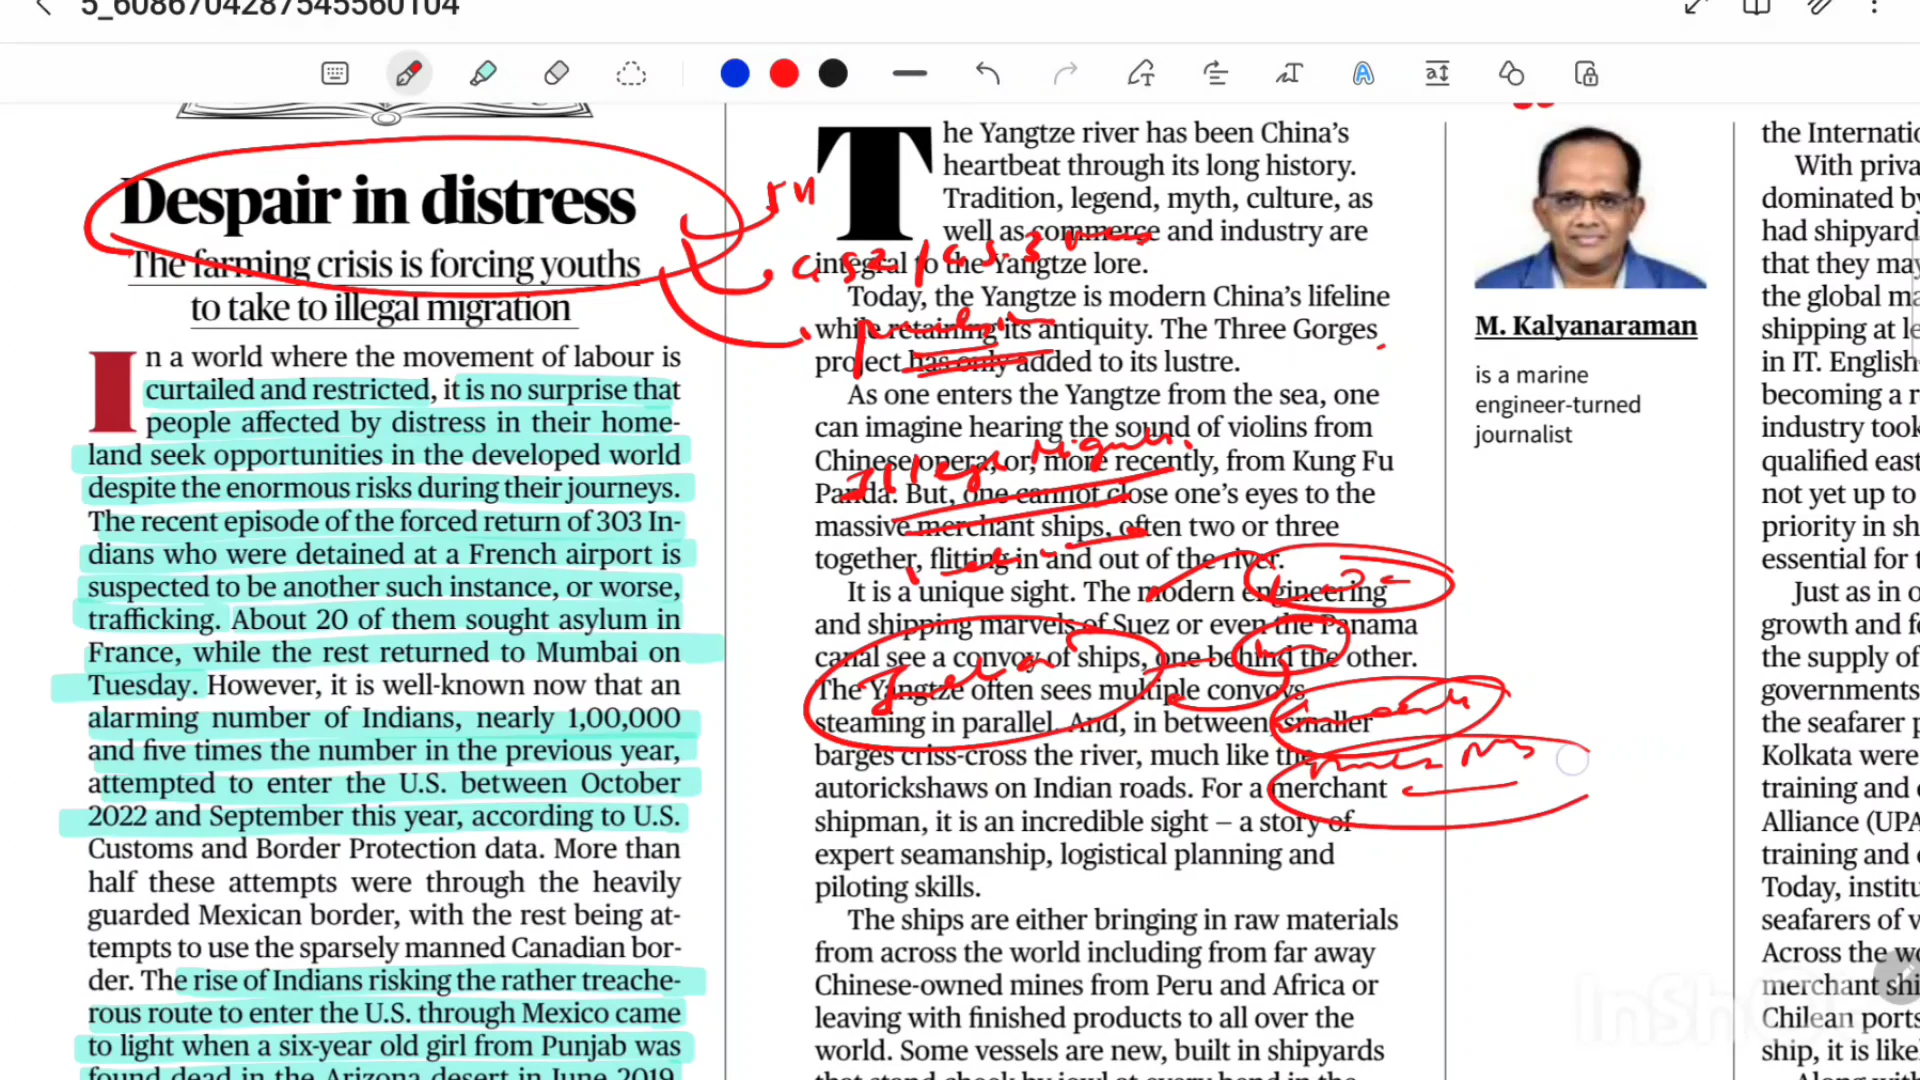 5_6086704287545560104
Despair in distress
The farming crisis is forcing youths
to take to illegal migration
In a world where the movement of labour is
curtailed and restricted, it is no surprise that
people affected by distress in their home-
land seek opportunities in the developed world
despite the enormous risks during their journeys.
The recent episode of the forced return of 303 In-
dians who were detained at a French airport is
suspected to be another such instance, or worse,
trafficking. About 20 of them sought asylum in
France, while the rest returned to Mumbai on
Tuesday. However, it is well-known now that an
alarming number of Indians, nearly 1,00,000
and five times the number in the previous year,
attempted to enter the U.S. between October
2022 and September this year, according to U.S.
Customs and Border Protection data. More than
half these attempts were through the heavily
guarded Mexican border, with the rest being at-
tempts to use the sparsely manned Canadian bor-
der. The rise of Indians risking the rather treache-
rous route to enter the U.S. through Mexico came
to light when a six-year old girl from Punjab was
found dead in the Arizona desert in June 2019.
The Yangtze river has been China's
heartbeat through its long history.
Tradition, legend, myth, culture, as
well as commerce and industry are
integral to the Yangtze lore.
Today, the Yangtze is modern China's lifeline
while retaining its antiquity. The Three Gorges
project has only added to its lustre.
As one enters the Yangtze from the sea, one
can imagine hearing the sound of violins from
Chinese opera, or, more recently, from Kung Fu
Panda. But, one cannot close one's eyes to the
massive merchant ships, often two or three
together, flitting in and out of the river.
It is a unique sight. The modern engineering
and shipping marvels of Suez or even the Panama
canal see a convoy of ships, one behind the other.
The Yangtze often sees multiple convoys
steaming in parallel. And, in between, smaller
barges criss-cross the river, much like the
autorickshaws on Indian roads. For a merchant
shipman, it is an incredible sight – a story of
expert seamanship, logistical planning and
piloting skills.
The ships are either bringing in raw materials
from across the world including from far away
Chinese-owned mines from Peru and Africa or
leaving with finished products to all over the
world. Some vessels are new, built in shipyards
M. Kalyanaraman
is a marine
engineer-turned
journalist
With priva
dominated by
had shipyard
that they may
the global ma
shipping at le
in IT. English
becoming a r
industry took
qualified east
not yet up to
priority in sh
essential for t
Just as in o
growth and fo
the supply of
governments
the seafarer p
Kolkata were
training and
Alliance (UPA
training and
Today, institu
seafarers of v
Across the wo
merchant shi
Chilean ports
ship, it is likel
InShO